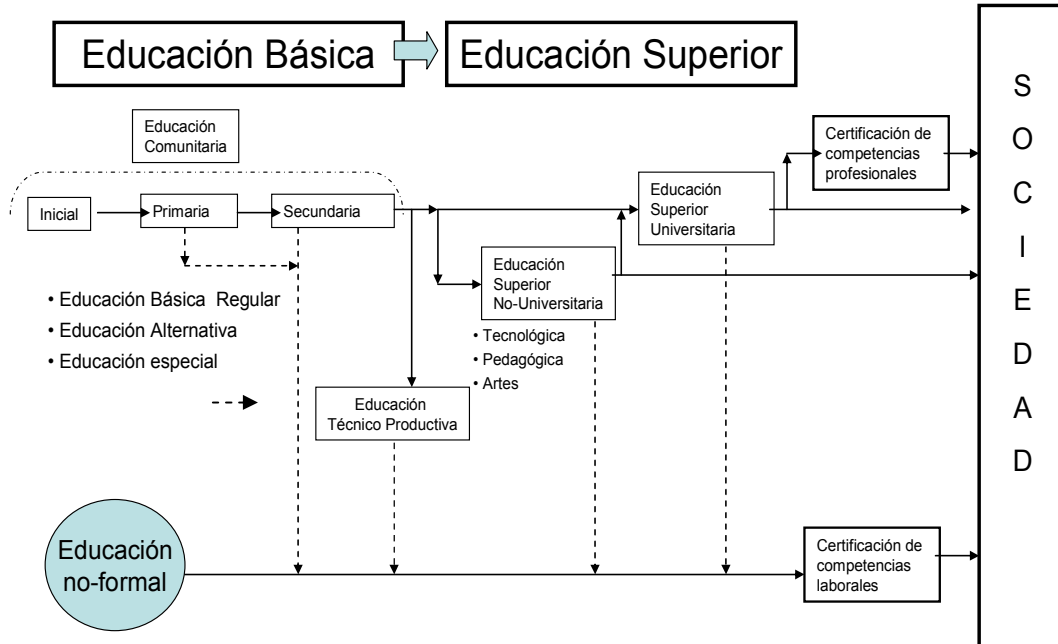 Educación Básica
Educación Superior
Educación
Comunitaria
Inicial
Primaria
Secundaria
Educación
Superior
Universitaria
Certificación de
competencias
profesionales
Educación
Superior
No-Universitaria
• Tecnológica
• Pedagógica
• Artes
• Educación Básica Regular
• Educación Alternativa
• Educación especial
Educación
Técnico Productiva
Educación
no-formal
Certificación de
competencias
laborales
S
O
C
I
E
D
A
D